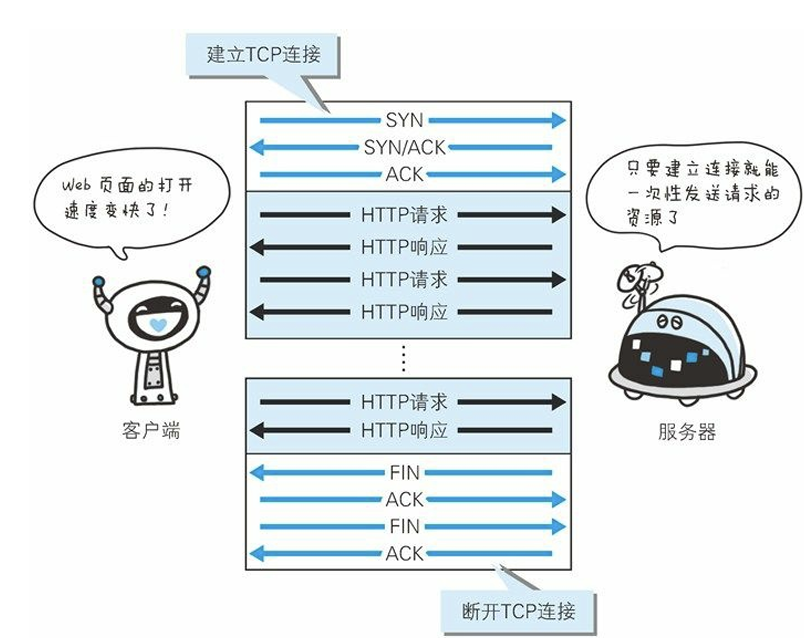 建立TCP连接
SYN
SYN/ACK
ACK
Web 页面的打开
速度变快了！
只要建立连接就能
一次性发送请求的
资源了
HTTP请求
HTTP响应
HTTP请求
HTTP响应
HTTP请求
HTTP响应
客户端
服务器
FIN
ACK
FIN
ACK
断开TCP连接